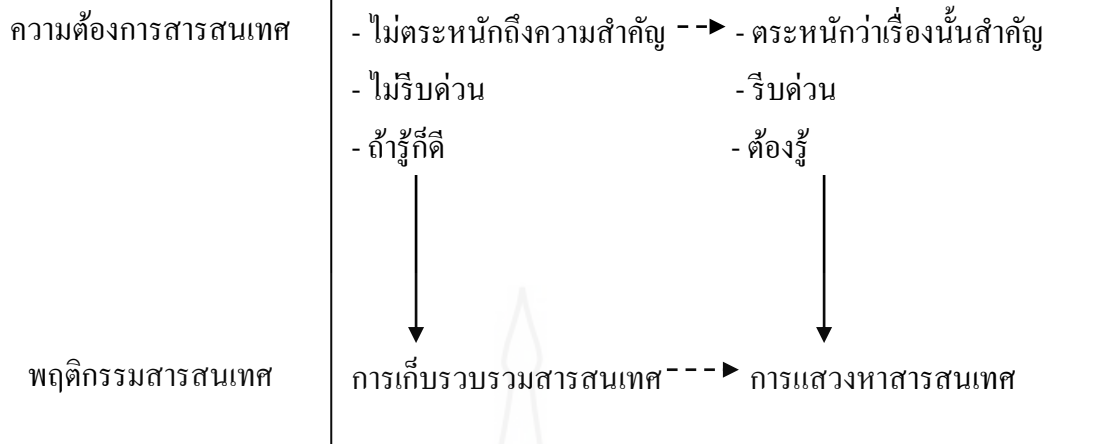 ความต้องการสารสนเทศ - ไม่ตระหนักถึงความสำคัญ - ตระหนักว่าเรื่องนั้นสำคัญ
- ไม่รีบด่วน - รีบด่วน
- ถ้ารู้ก็ดี - ต้องรู้
พฤติกรรมสารสนเทศ การเก็บรวบรวมสารสนเทศ การแสวงหาสารสนเทศ